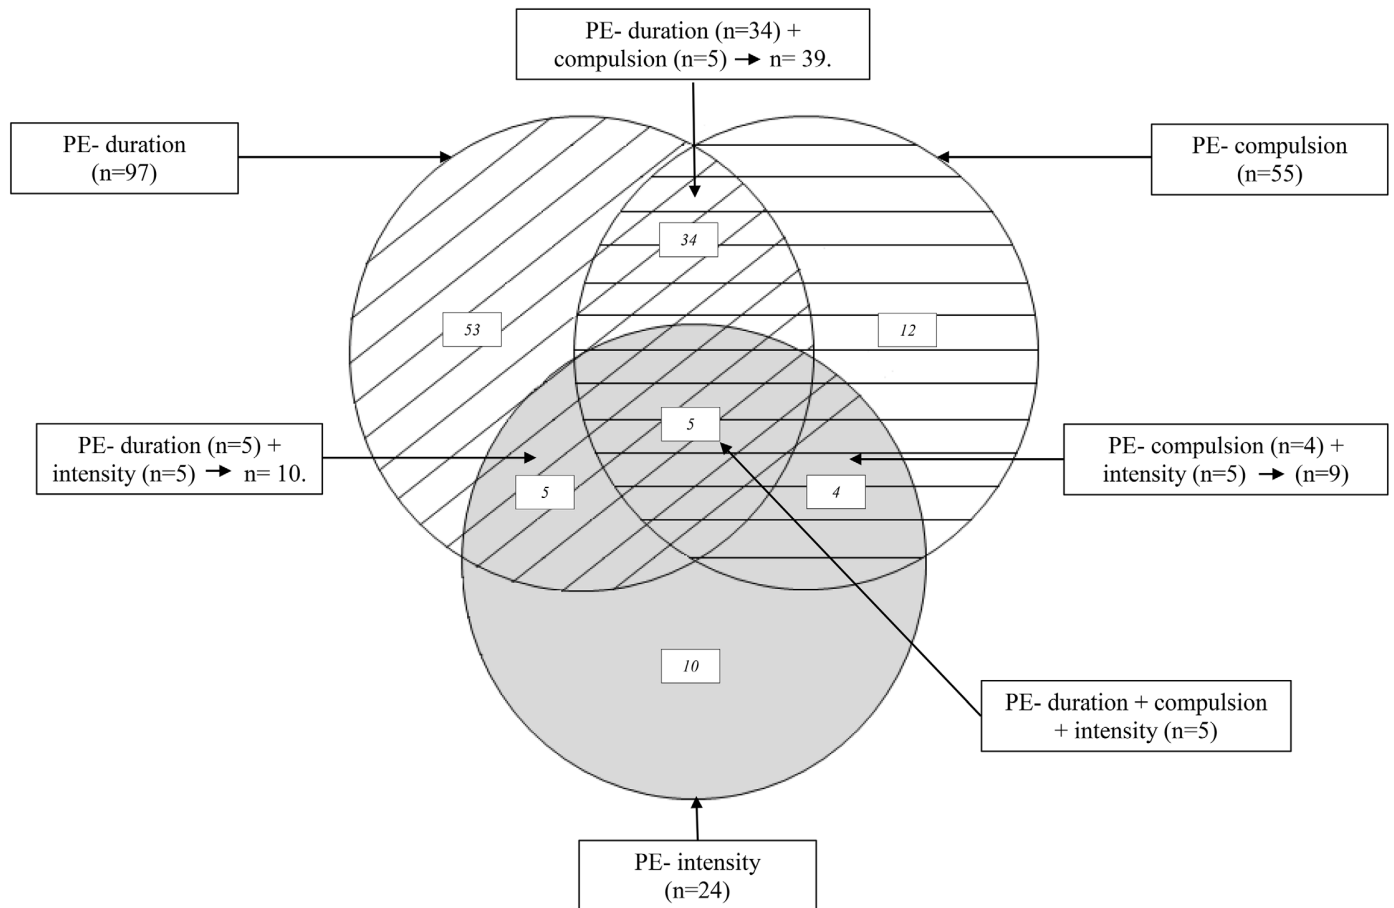 PE- duration (n=34) +
compulsion (n=5) → n= 39.
PE- duration
(n=97)
PE- compulsion
(n=55)
34
53
12
5
PE- duration (n=5) +
intensity (n=5) → n= 10.
PE- compulsion (n=4) +
intensity (n=5) → (n=9)
5
4
10
PE- duration + compulsion
+ intensity (n=5)
PE- intensity
(n=24)